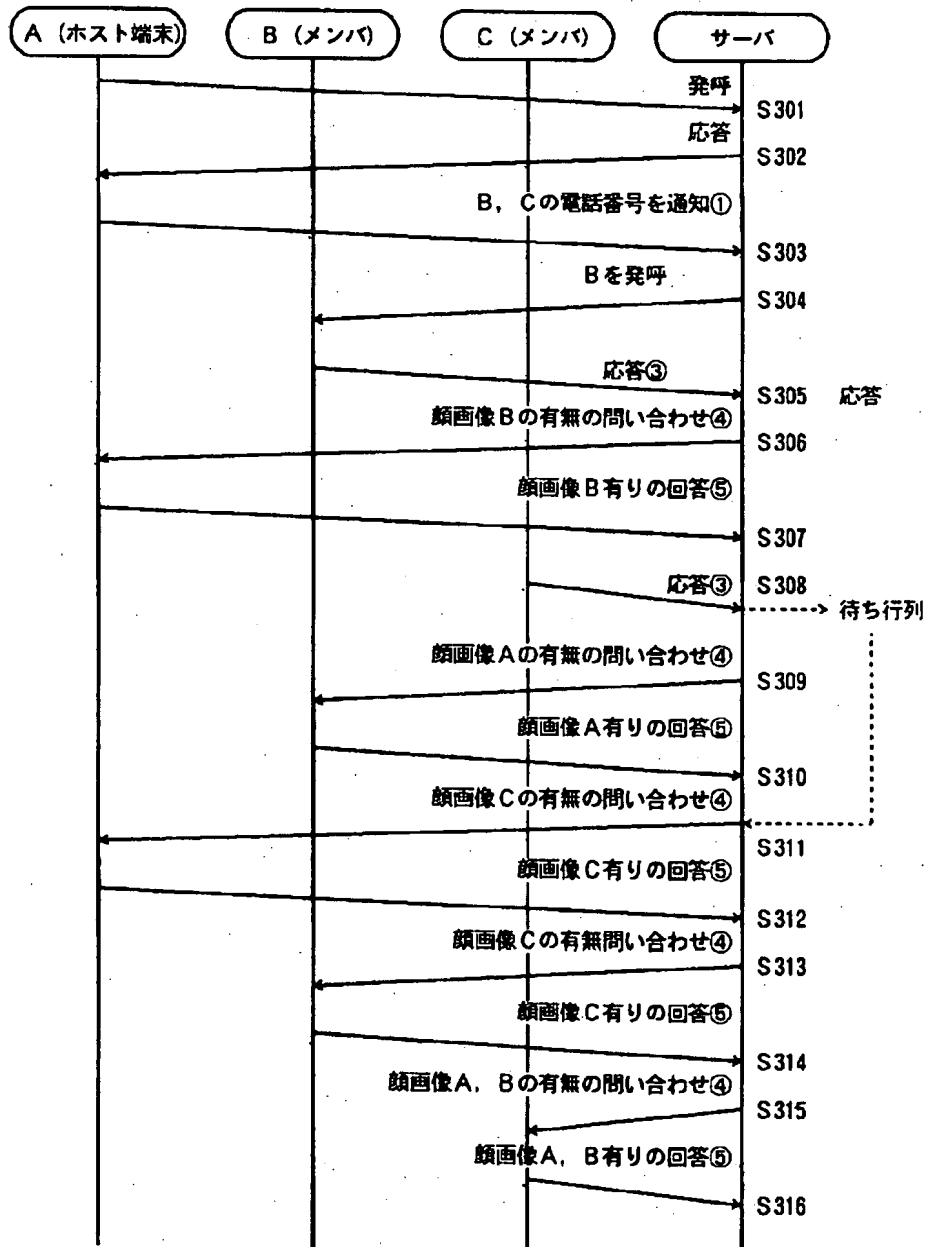 A (ホスト端末)
B (メンバ)
C (メンバ)
サーバ
発呼
S301
応答
S302
B, Cの電話番号を通知①
S303
Bを発呼
S304
応答③
S305 応答
顔画像Bの有無の問い合わせ④
S306
顔画像B有りの回答⑤
S307
応答③
S308
待ち行列
顔画像Aの有無の問い合わせ④
S309
顔画像A有りの回答⑤
S310
顔画像Cの有無の問い合わせ④
S311
顔画像C有りの回答⑤
S312
顔画像Cの有無問い合わせ④
S313
顔画像C有りの回答⑤
S314
顔画像A, Bの有無の問い合わせ④
S315
顔画像A, B有りの回答⑤
S316